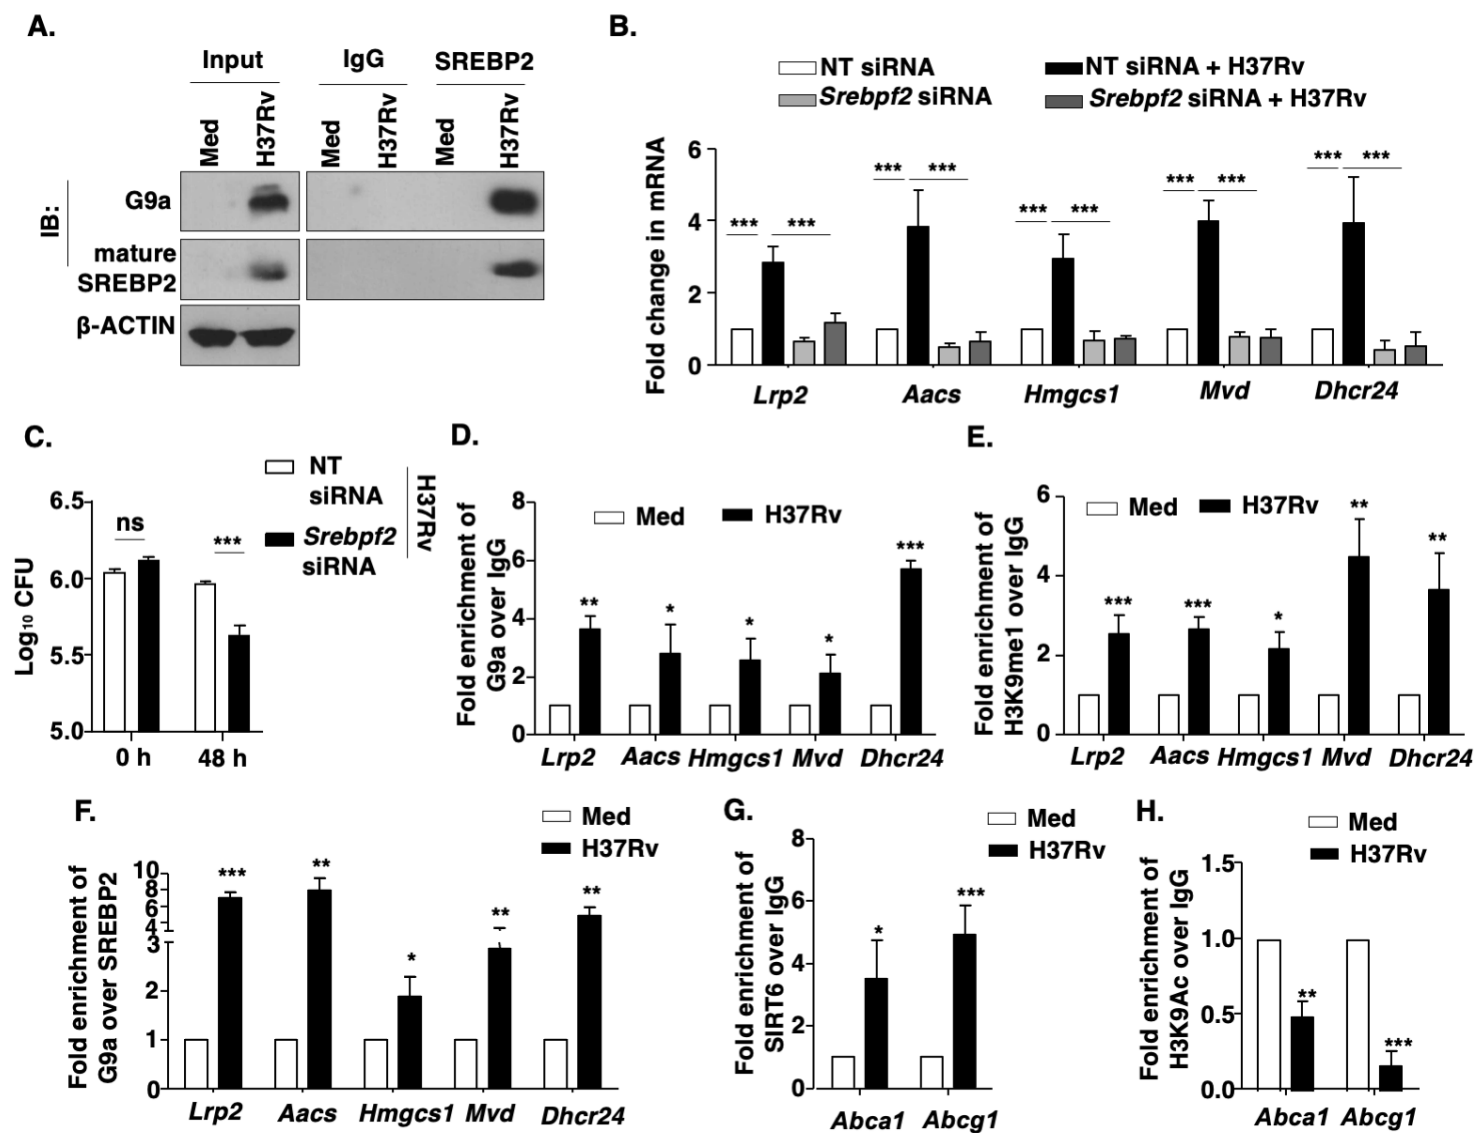 A.
Input IgG SREBP2
Med H37Rv Med H37Rv Med H37Rv
IB:
G9a
mature
SREBP2
β-ACTIN
B.
NT siRNA
NT siRNA + H37Rv
Srebpf2 siRNA
Srebpf2 siRNA + H37Rv
Fold change in mRNA
6
4
2
0
*** ***
*** ***
*** ***
*** ***
*** ***
Lrp2 Aacs Hmgcs1 Mvd Dhcr24
C.
NT
siRNA
Srebpf2
siRNA
H37Rv
Log10 CFU
6.5
6.0
5.5
5.0
ns
***
0 h 48 h
D.
Med H37Rv
Fold enrichment of
G9a over IgG
8
6
4
2
0
** * * * ***
Lrp2 Aacs Hmgcs1 Mvd Dhcr24
E.
Med H37Rv
Fold enrichment of
H3K9me1 over IgG
6
4
2
0
*** *** * ** **
Lrp2 Aacs Hmgcs1 Mvd Dhcr24
F.
Med
H37Rv
Fold enrichment of
G9a over SREBP2
10
8
6
4
3
2
1
0
*** ** * ** **
Lrp2 Aacs Hmgcs1 Mvd Dhcr24
G.
Med
H37Rv
Fold enrichment of
SIRT6 over IgG
8
6
4
2
0
* ***
Abca1 Abcg1
H.
Med
H37Rv
Fold enrichment of
H3K9Ac over IgG
1.5
1.0
0.5
0.0
** ***
Abca1 Abcg1